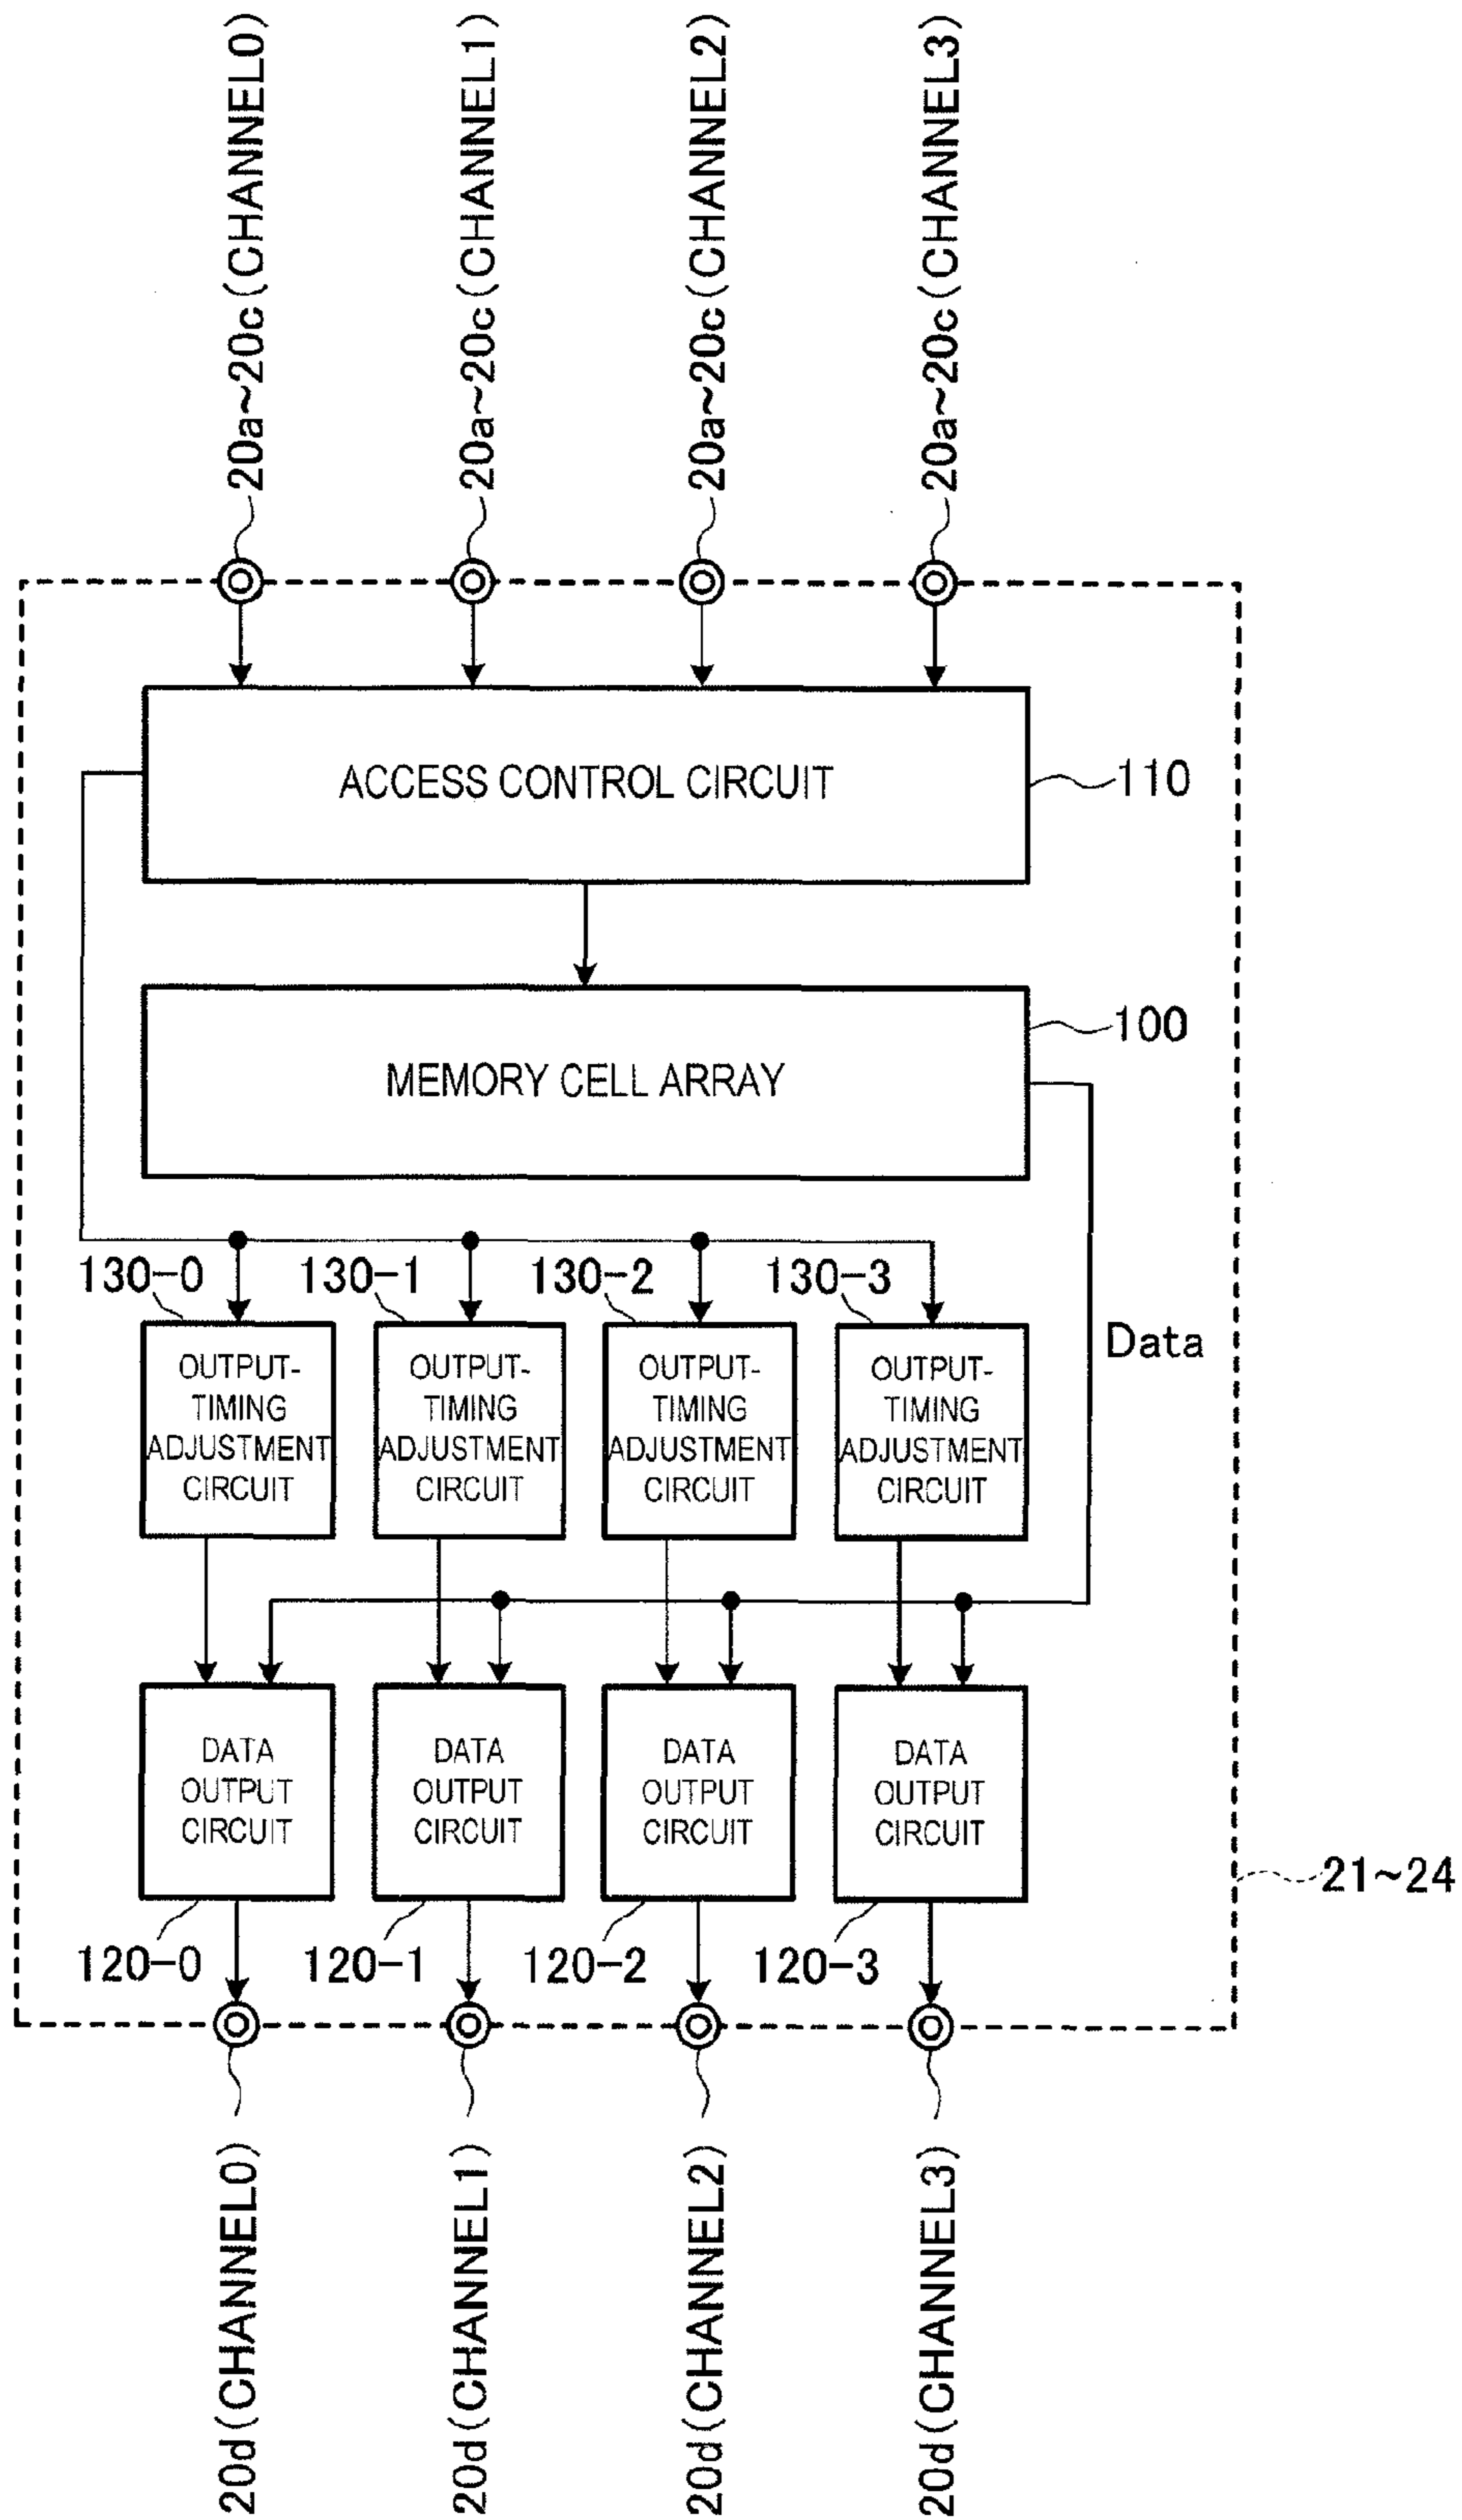 20a~20c(CHANNEL0)
20a~20c(CHANNEL1)
20a~20c(CHANNEL2)
20a~20c(CHANNEL3)
ACCESS CONTROL CIRCUIT
110
MEMORY CELL ARRAY
100
130-0
130-1
130-2
130-3
Data
OUTPUT-
TIMING
ADJUSTMENT
CIRCUIT
OUTPUT-
TIMING
ADJUSTMENT
CIRCUIT
OUTPUT-
TIMING
ADJUSTMENT
CIRCUIT
OUTPUT-
TIMING
ADJUSTMENT
CIRCUIT
DATA
OUTPUT
CIRCUIT
DATA
OUTPUT
CIRCUIT
DATA
OUTPUT
CIRCUIT
DATA
OUTPUT
CIRCUIT
21~24
120-0
120-1
120-2
120-3
20d(CHANNEL0)
20d(CHANNEL1)
20d(CHANNEL2)
20d(CHANNEL3)